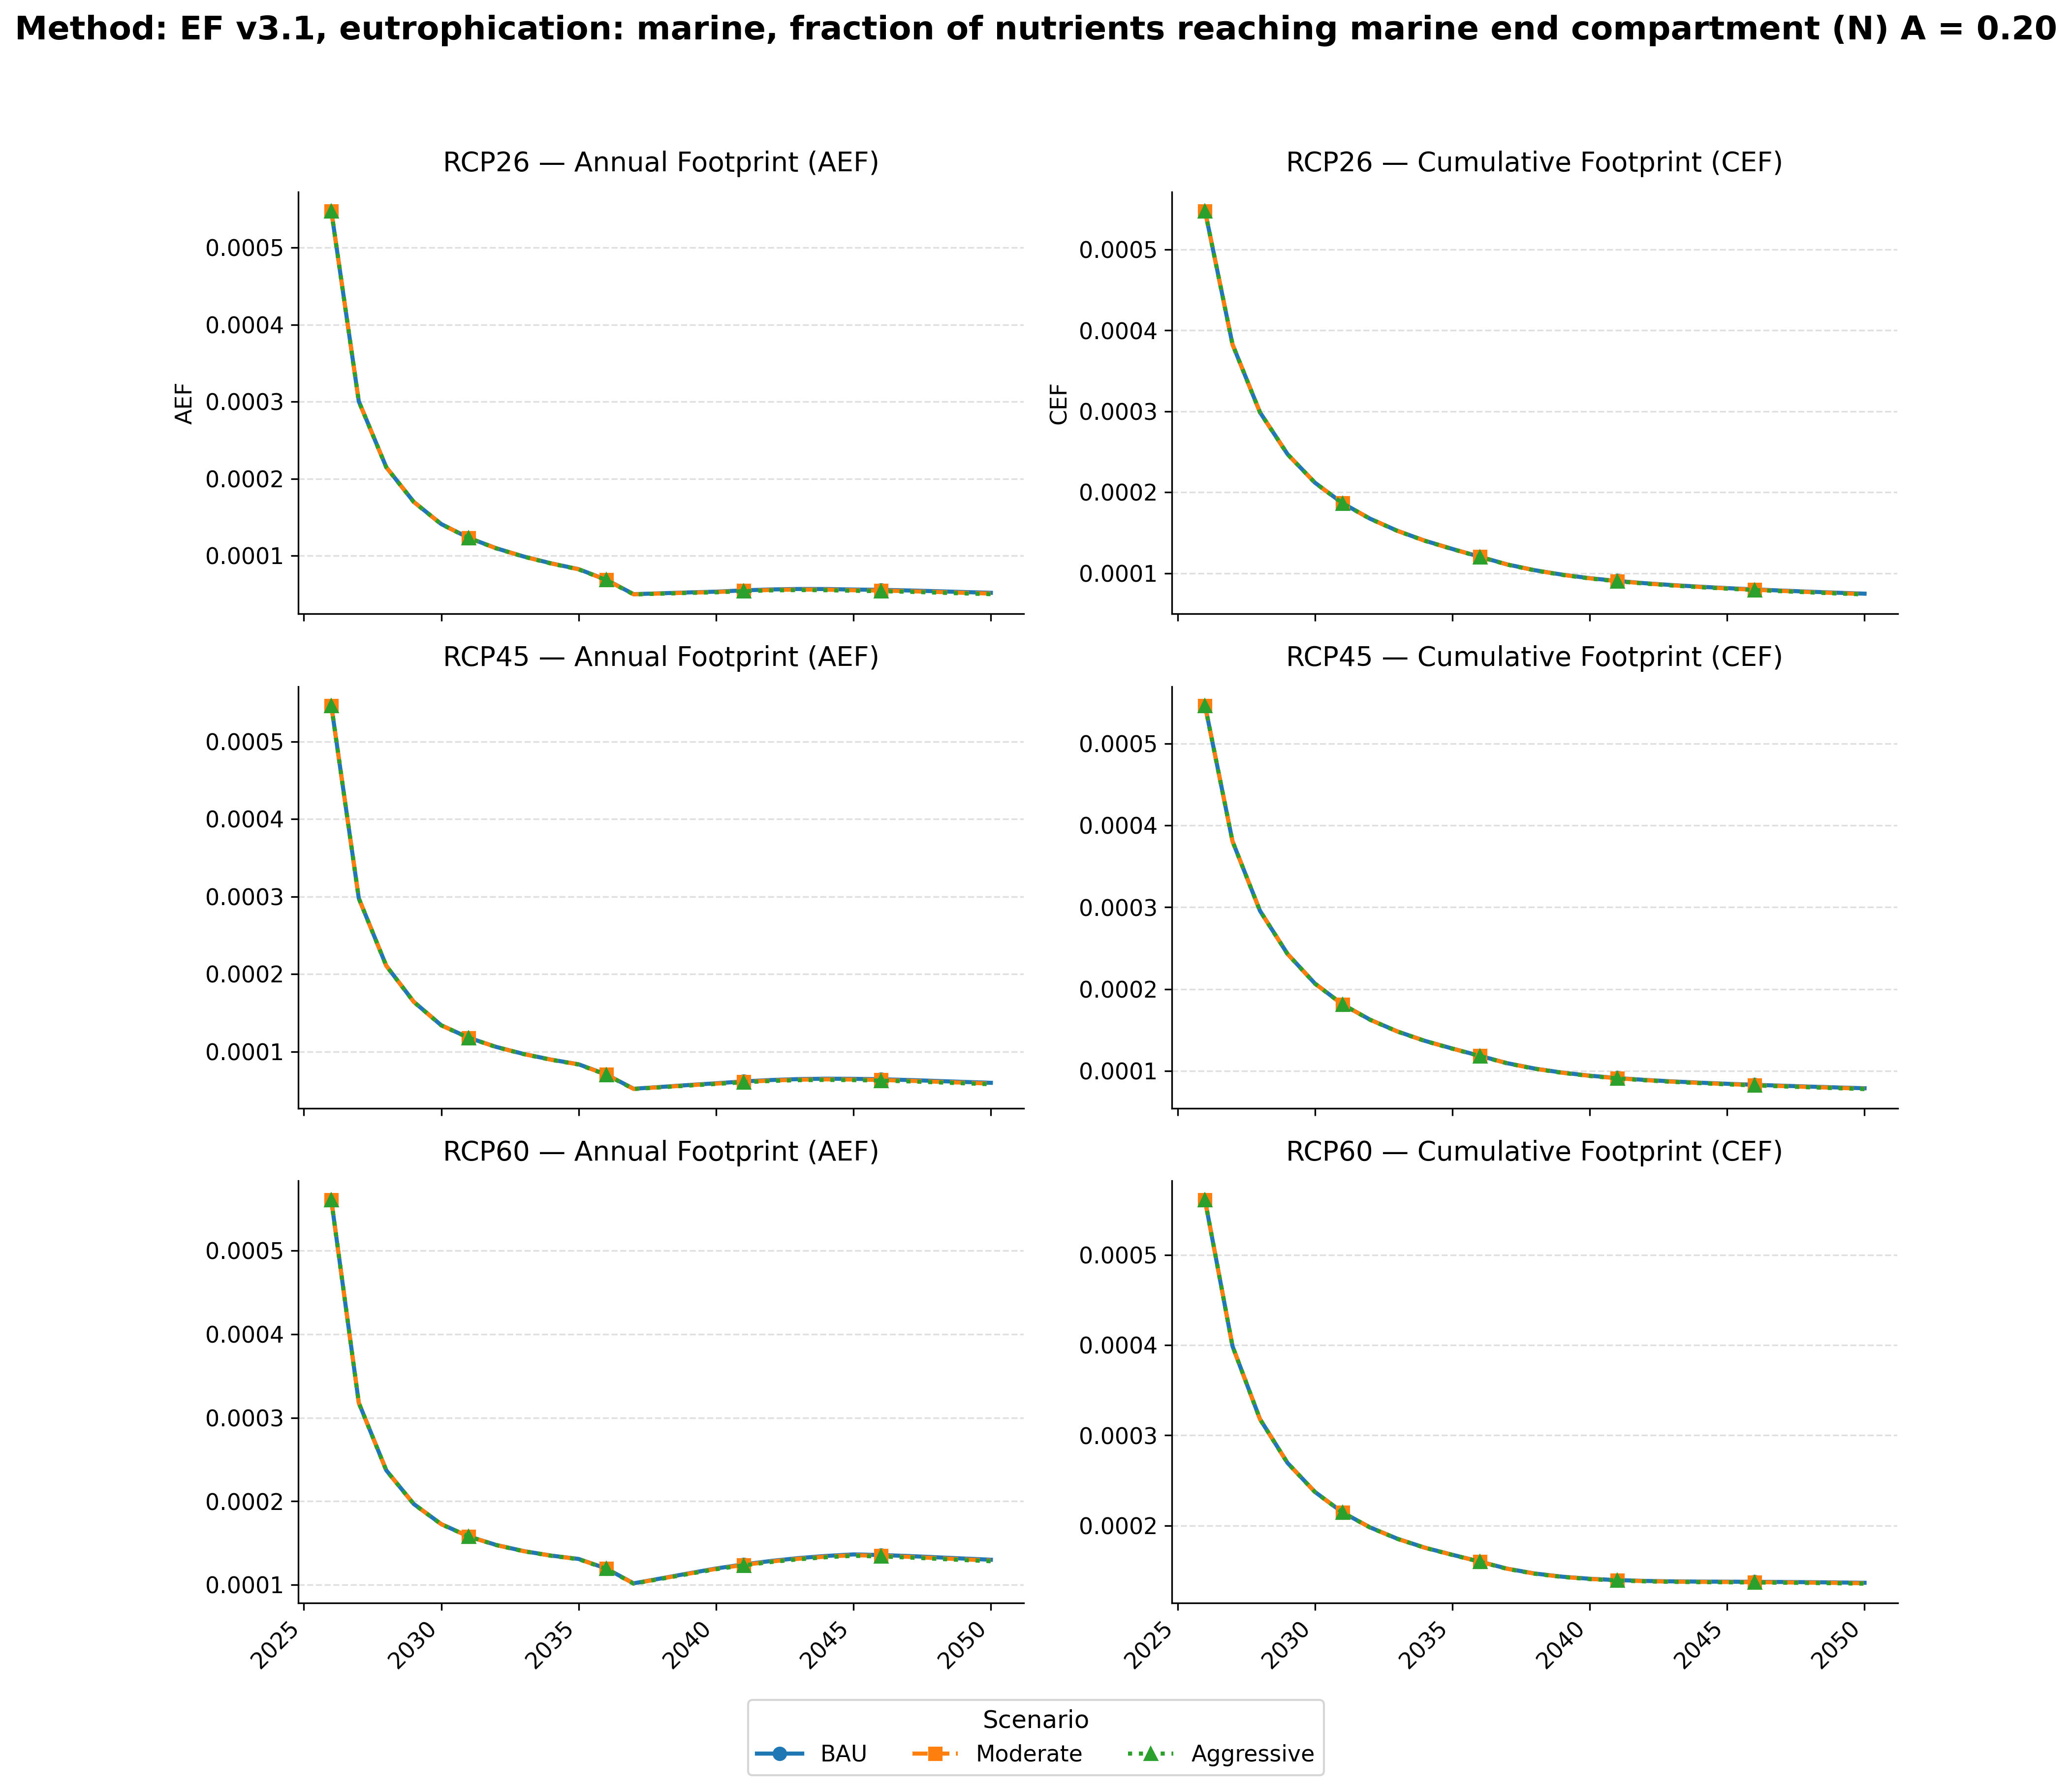 Method: EF v3.1, eutrophication: marine, fraction of nutrients reaching marine end compartment (N) A = 0.20
RCP26 — Annual Footprint (AEF)
AEF
0.0005
0.0004
0.0003
0.0002
0.0001
RCP26 — Cumulative Footprint (CEF)
CEF
0.0005
0.0004
0.0003
0.0002
0.0001
RCP45 — Annual Footprint (AEF)
0.0005
0.0004
0.0003
0.0002
0.0001
RCP45 — Cumulative Footprint (CEF)
0.0005
0.0004
0.0003
0.0002
0.0001
RCP60 — Annual Footprint (AEF)
0.0005
0.0004
0.0003
0.0002
0.0001
2025 2030 2035 2040 2045 2050
RCP60 — Cumulative Footprint (CEF)
0.0005
0.0004
0.0003
0.0002
2025 2030 2035 2040 2045 2050
Scenario
BAU Moderate Aggressive